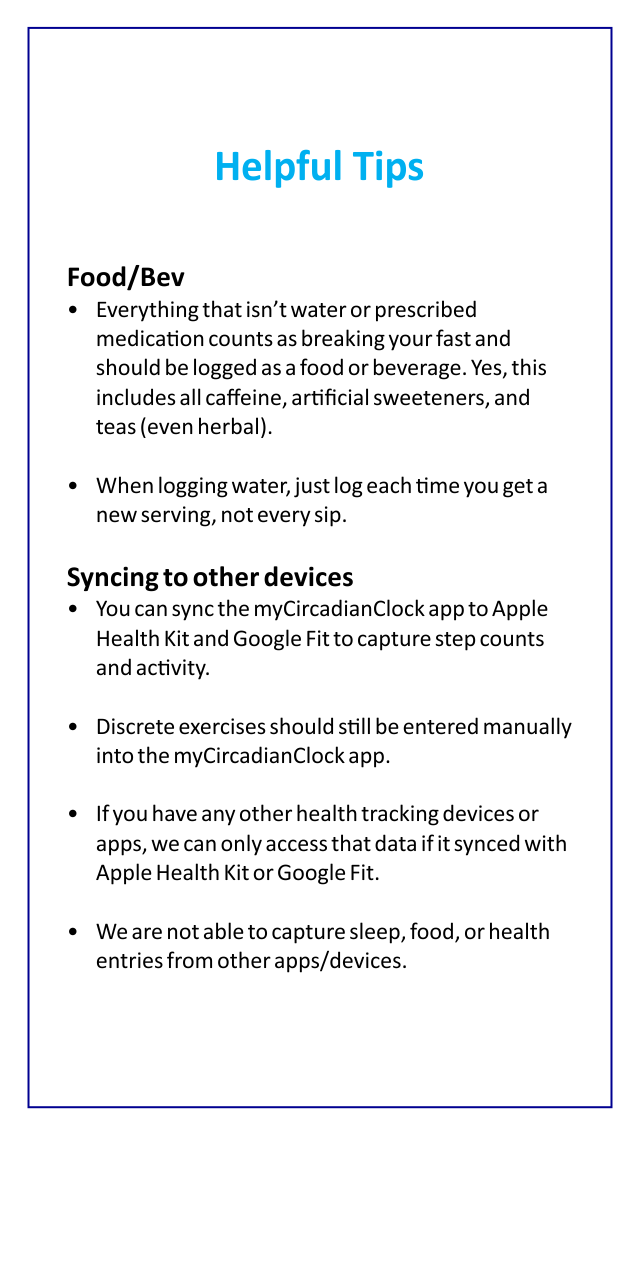 Helpful Tips
Food/Bev
• Everything that isn't water or prescribed
medication counts as breaking your fast and
should be logged as a food or beverage. Yes, this
includes all caffeine, artificial sweeteners, and
teas (even herbal).
• When logging water, just log each time you get a
new serving, not every sip.
Syncing to other devices
• You can sync the myCircadianClock app to Apple
Health Kit and Google Fit to capture step counts
and activity.
• Discrete exercises should still be entered manually
into the myCircadianClock app.
• If you have any other health tracking devices or
apps, we can only access that data if it synced with
Apple Health Kit or Google Fit.
• We are not able to capture sleep, food, or health
entries from other apps/devices.